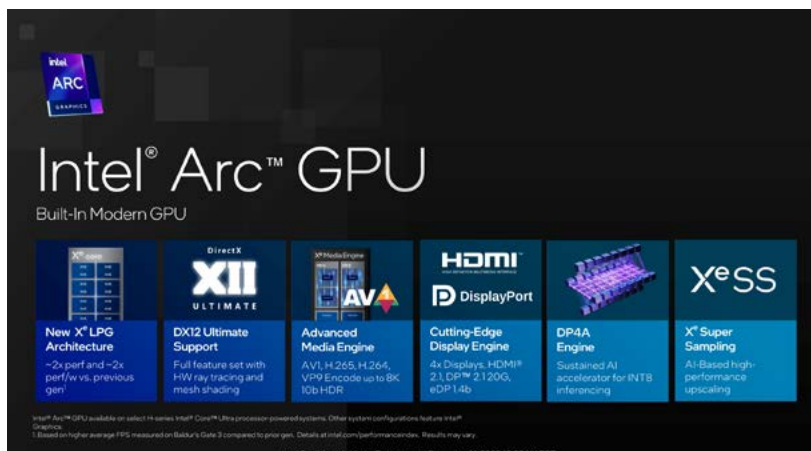 intel
ARC
GRAPHICS
Intel® Arc™ GPU
Built-In Modern GPU
Xe core
New Xe LPG
Architecture
~2x perf and ~2x
perf/w vs. previous
gen1
DirectX
XII
ULTIMATE
DX12 Ultimate
Support
Full feature set with
HW ray tracing and
mesh shading
Xe Media Engine
AV1
Advanced
Media Engine
AV1, H.265, H.264,
VP9 Encode up to 8K
10b HDR
HDMI™
HIGH-DEFINITION MULTIMEDIA INTERFACE
DisplayPort
Cutting-Edge
Display Engine
4x Displays, HDMI®
2.1, DP™ 2.1 20G,
eDP 1.4b
DP4A
Engine
Sustained AI
accelerator for INT8
inferencing
XeSS
Xe Super
Sampling
AI-Based high-
performance
upscaling
Intel® Arc™ GPU available on select H-series Intel® Core™ Ultra processor-powered systems. Other system configurations feature Intel®
Graphics.
1. Based on higher average FPS measured on Baldur's Gate 3 compared to prior gen. Details at intel.com/performanceindex. Results may vary.